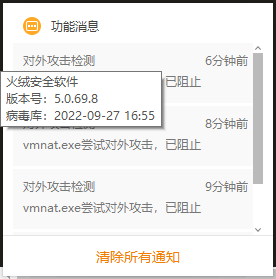 功能消息
对外攻击检测 6分钟前
已阻止
火绒安全软件
版本号：5.0.69.8
病毒库：2022-09-27 16:55
8分钟前
vmnat.exe尝试对外攻击，已阻止
对外攻击检测 9分钟前
vmnat.exe尝试对外攻击，已阻止
清除所有通知